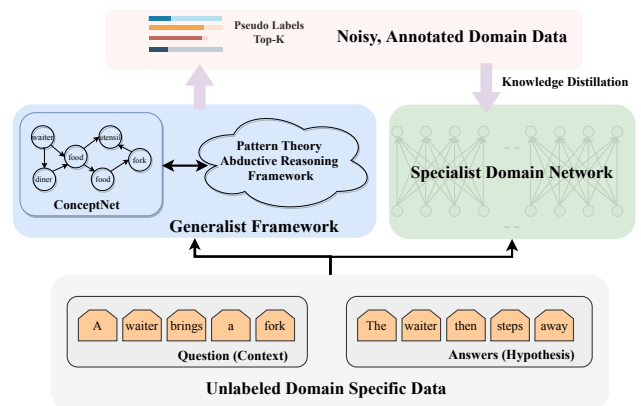 Pseudo Labels
Top-K
Noisy, Annotated Domain Data
Knowledge Distillation
waiter
utensil
food
fork
diner
food
ConceptNet
Pattern Theory
Abductive Reasoning
Framework
Generalist Framework
Specialist Domain Network
A waiter brings a fork
Question (Context)
The waiter then steps away
Answers (Hypothesis)
Unlabeled Domain Specific Data